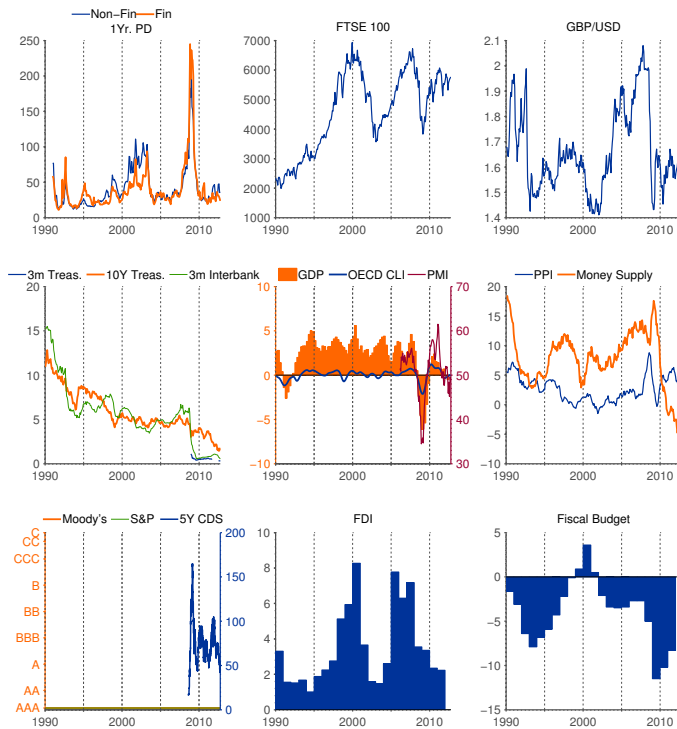 Non−Fin Fin
1Yr. PD
FTSE 100
GBP/USD
250
200
150
100
50
0
1990 2000 2010
7000
6000
5000
4000
3000
2000
1000
1990 2000 2010
2.1
2
1.9
1.8
1.7
1.6
1.5
1.4
1990 2000 2010
3m Treas. 10Y Treas. 3m Interbank
GDP OECD CLI PMI
PPI Money Supply
20
15
10
5
0
1990 2000 2010
10
5
0
−5
−10
70
60
50
40
30
1990 2000 2010
20
15
10
5
0
−5
−10
1990 2000 2010
Moody's S&P 5Y CDS
FDI
Fiscal Budget
C
CC
CCC
B
BB
BBB
A
AA
AAA
200
150
100
50
0
1990 2000 2010
10
8
6
4
2
0
1990 2000 2010
5
0
−5
−10
−15
1990 2000 2010